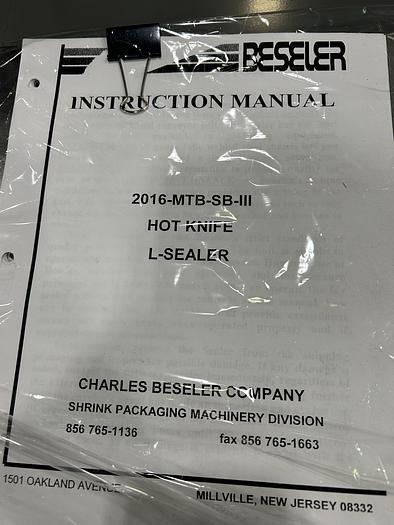 BESELER
INSTRUCTION MANUAL
2016-MTB-SB-III
HOT KNIFE
L-SEALER
CHARLES BESELER COMPANY
SHRINK PACKAGING MACHINERY DIVISION
856 765-1136 fax 856 765-1663
1501 OAKLAND AVENUE
MILLVILLE, NEW JERSEY 08332